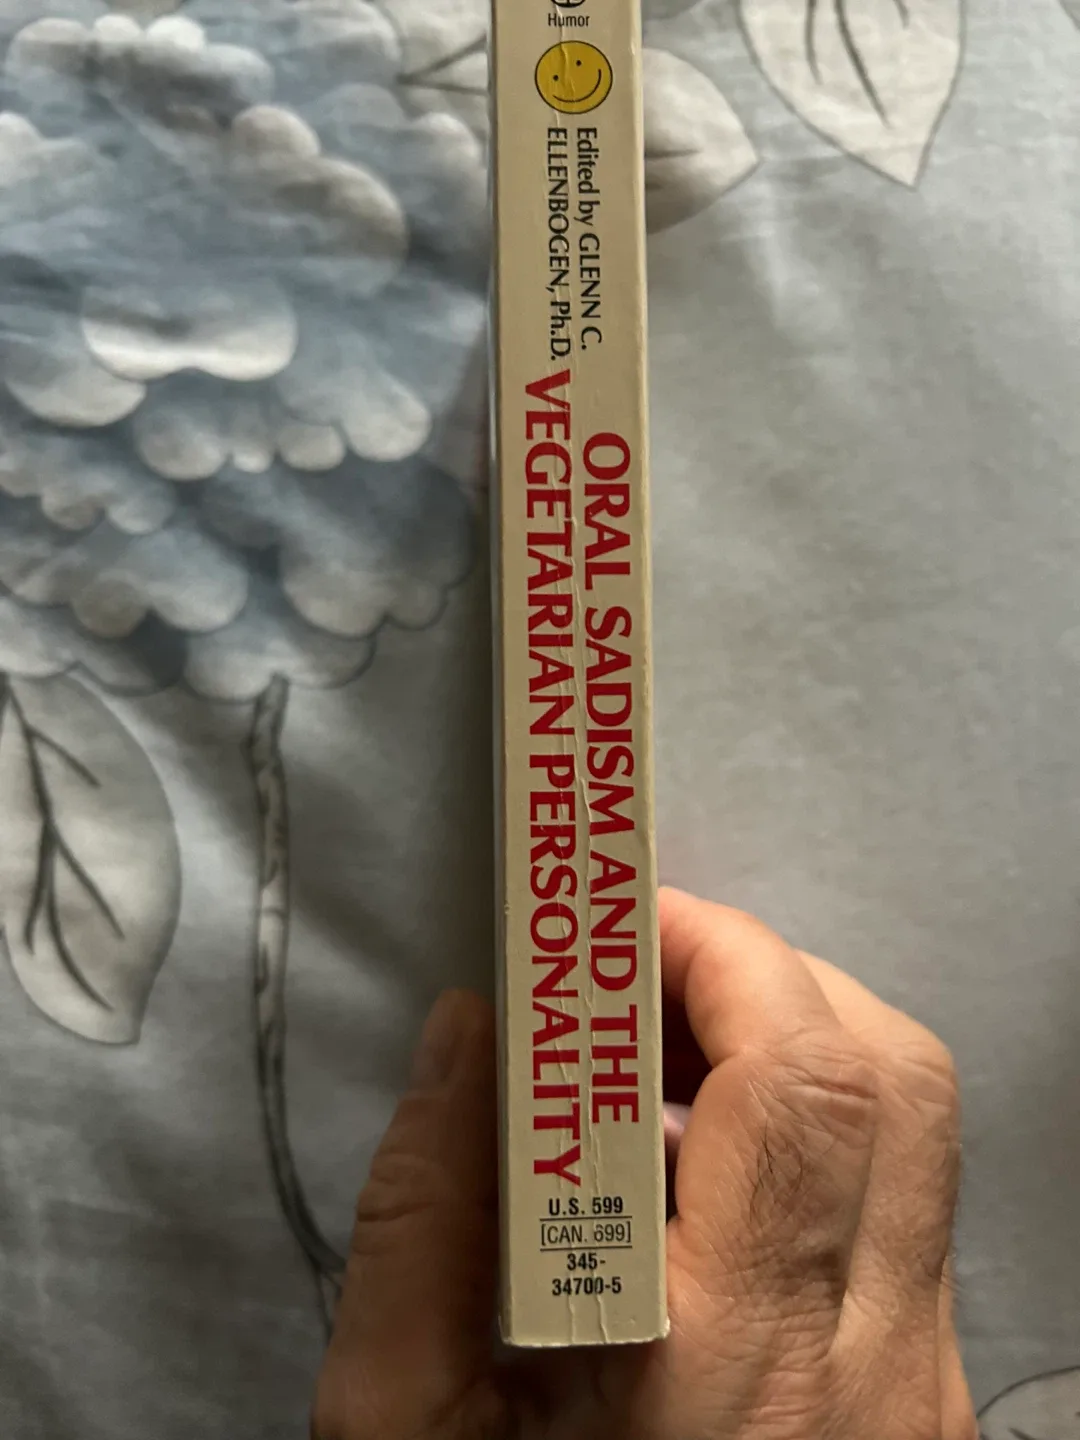 Humor
Edited by GLENN C.
ELLENBOGEN, Ph.D.
ORAL SADISM AND THE
VEGETARIAN PERSONALITY
U.S. 599
[CAN. 699]
345-
34700-5